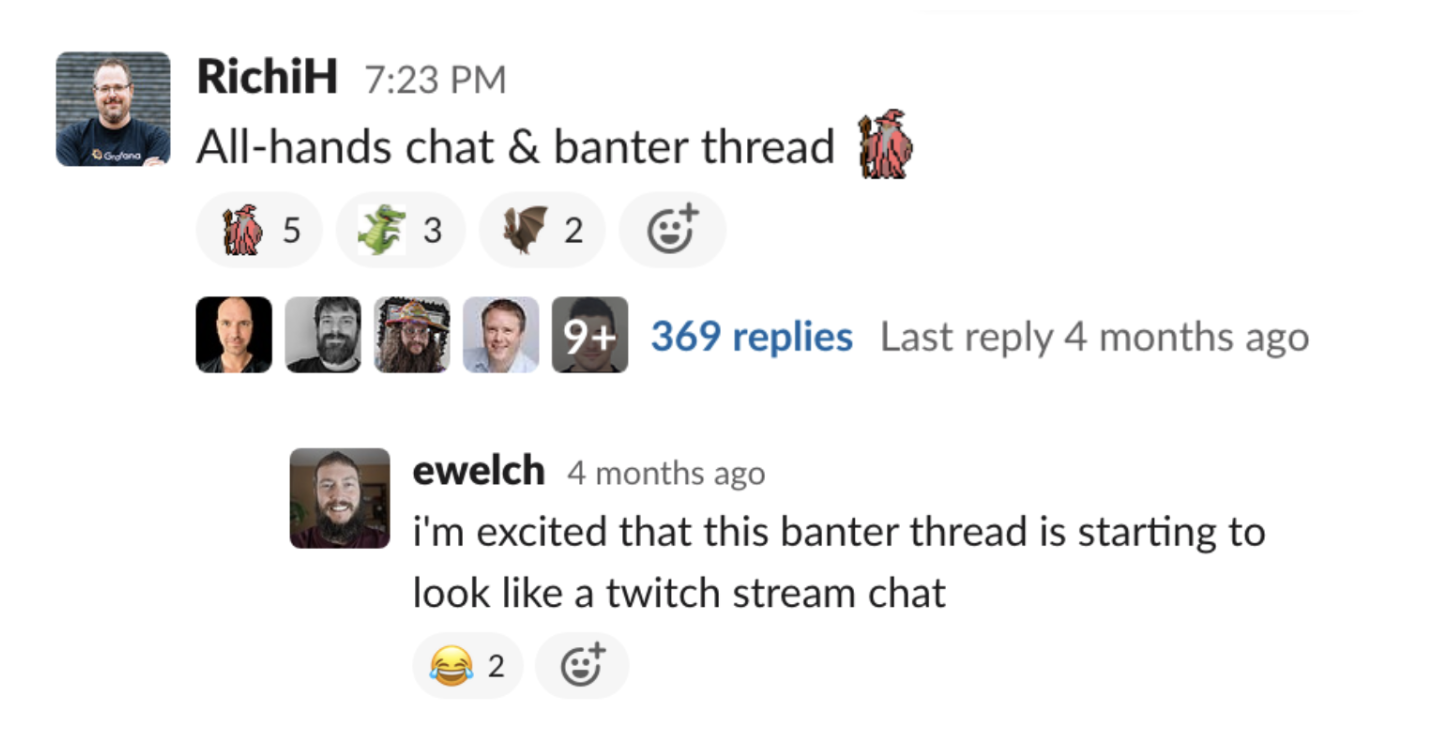 RichiH 7:23 PM
All-hands chat & banter thread
5 3 2
9+ 369 replies Last reply 4 months ago
ewelch 4 months ago
i'm excited that this banter thread is starting to
look like a twitch stream chat
2
Grafana